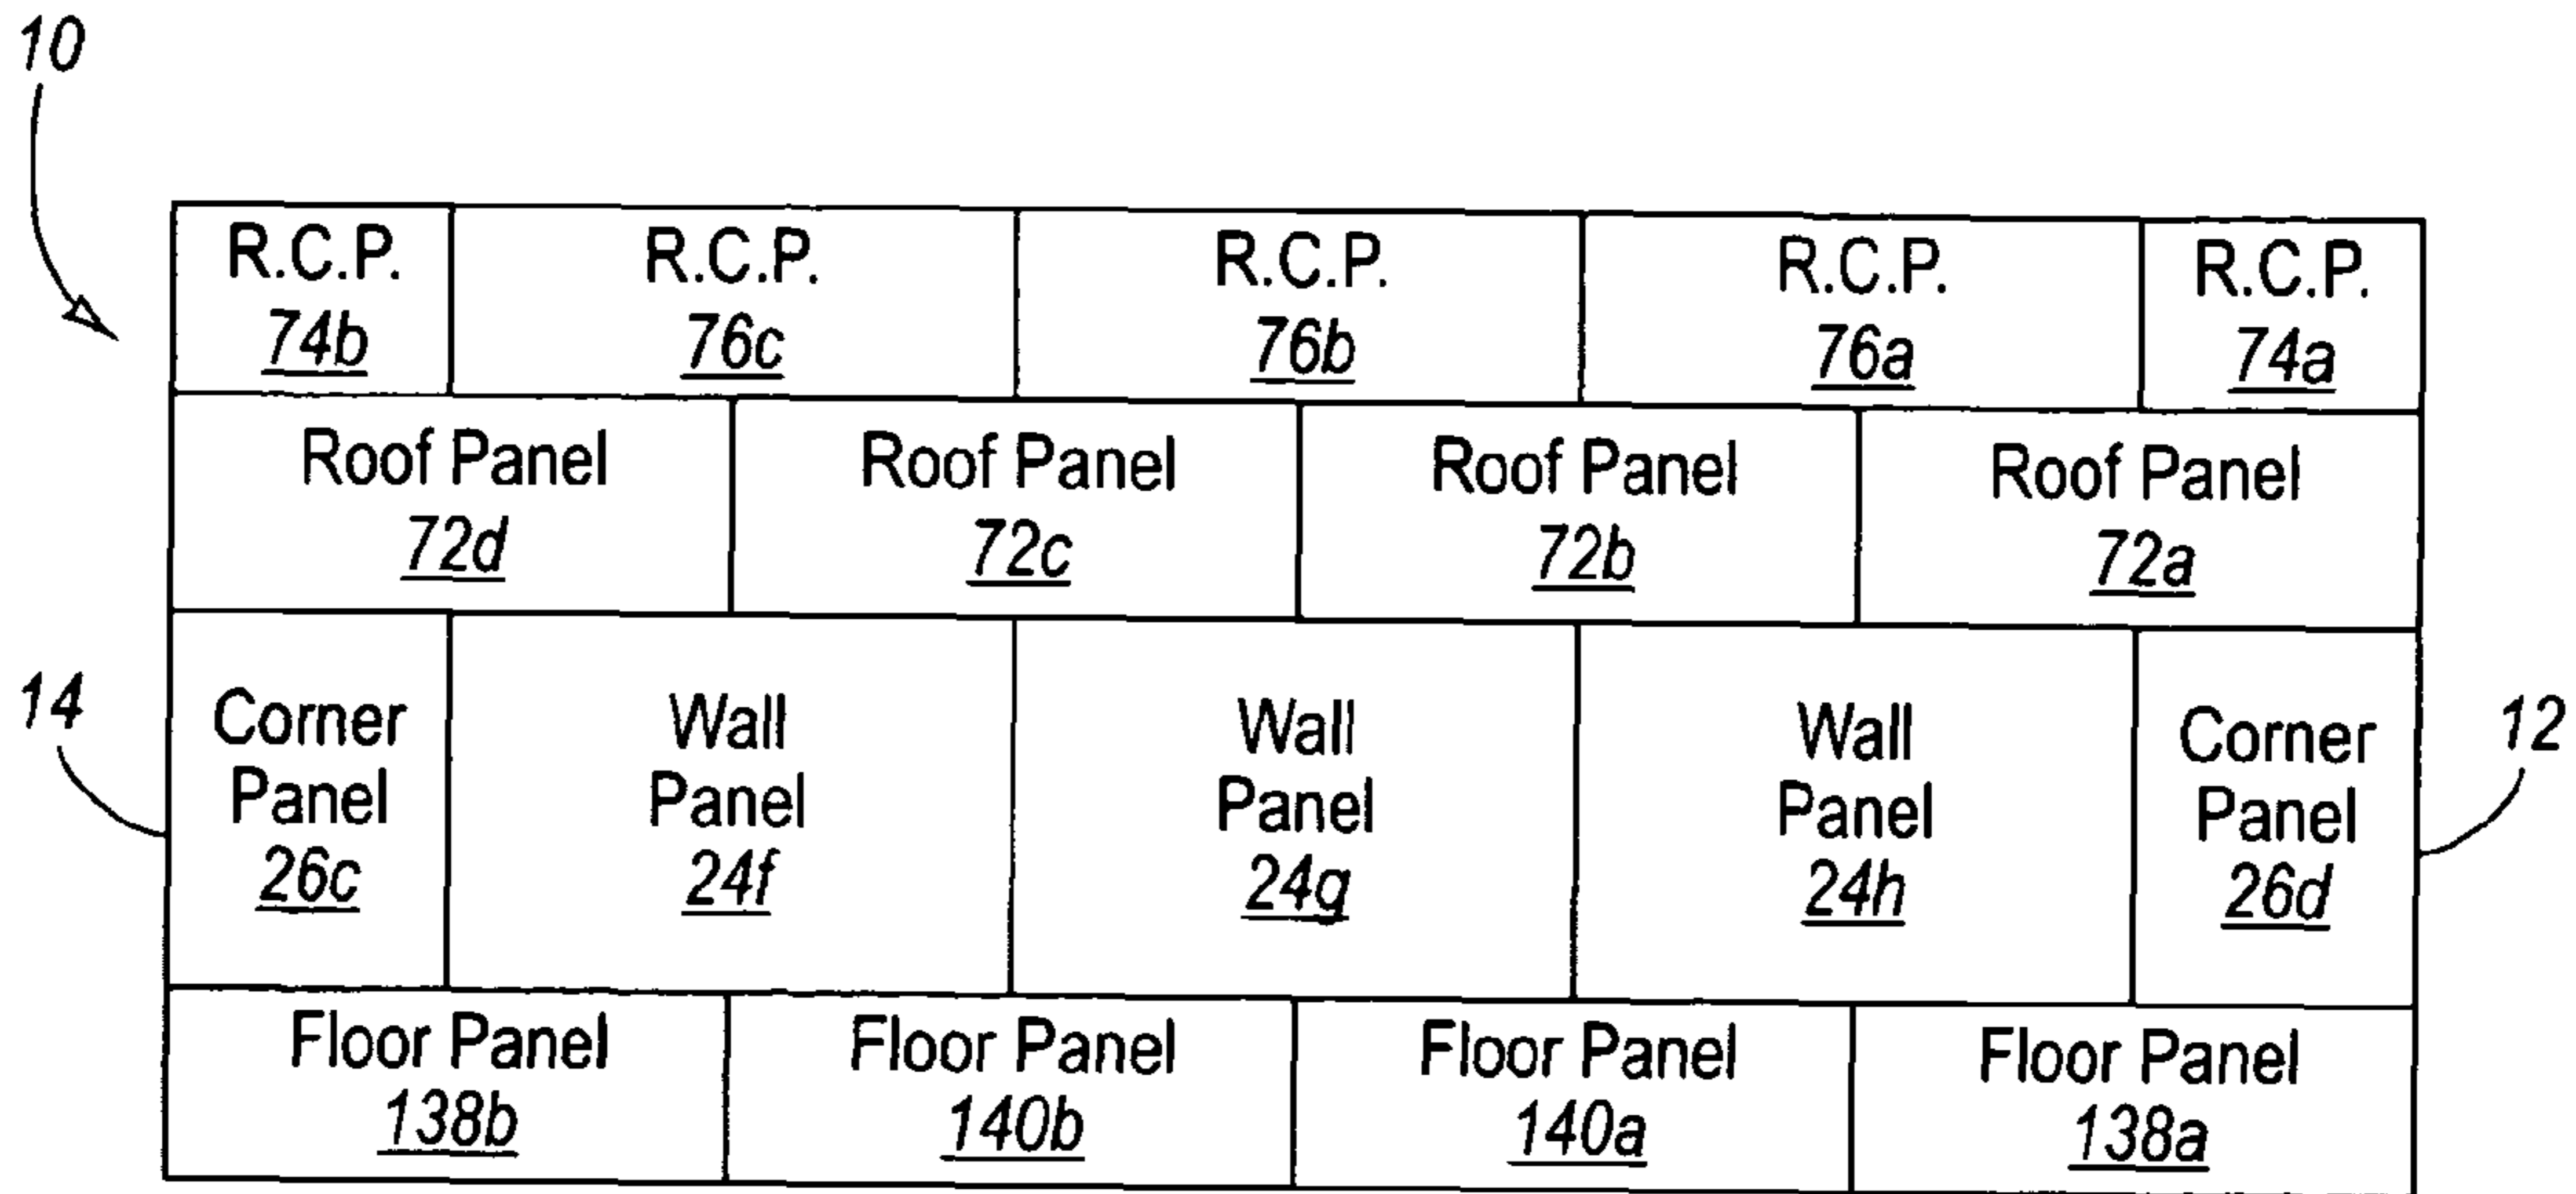 10
R.C.P.
74b
R.C.P.
76c
R.C.P.
76b
R.C.P.
76a
R.C.P.
74a
Roof Panel
72d
Roof Panel
72c
Roof Panel
72b
Roof Panel
72a
14
Corner
Panel
26c
Wall
Panel
24f
Wall
Panel
24g
Wall
Panel
24h
Corner
Panel
26d
12
Floor Panel
138b
Floor Panel
140b
Floor Panel
140a
Floor Panel
138a